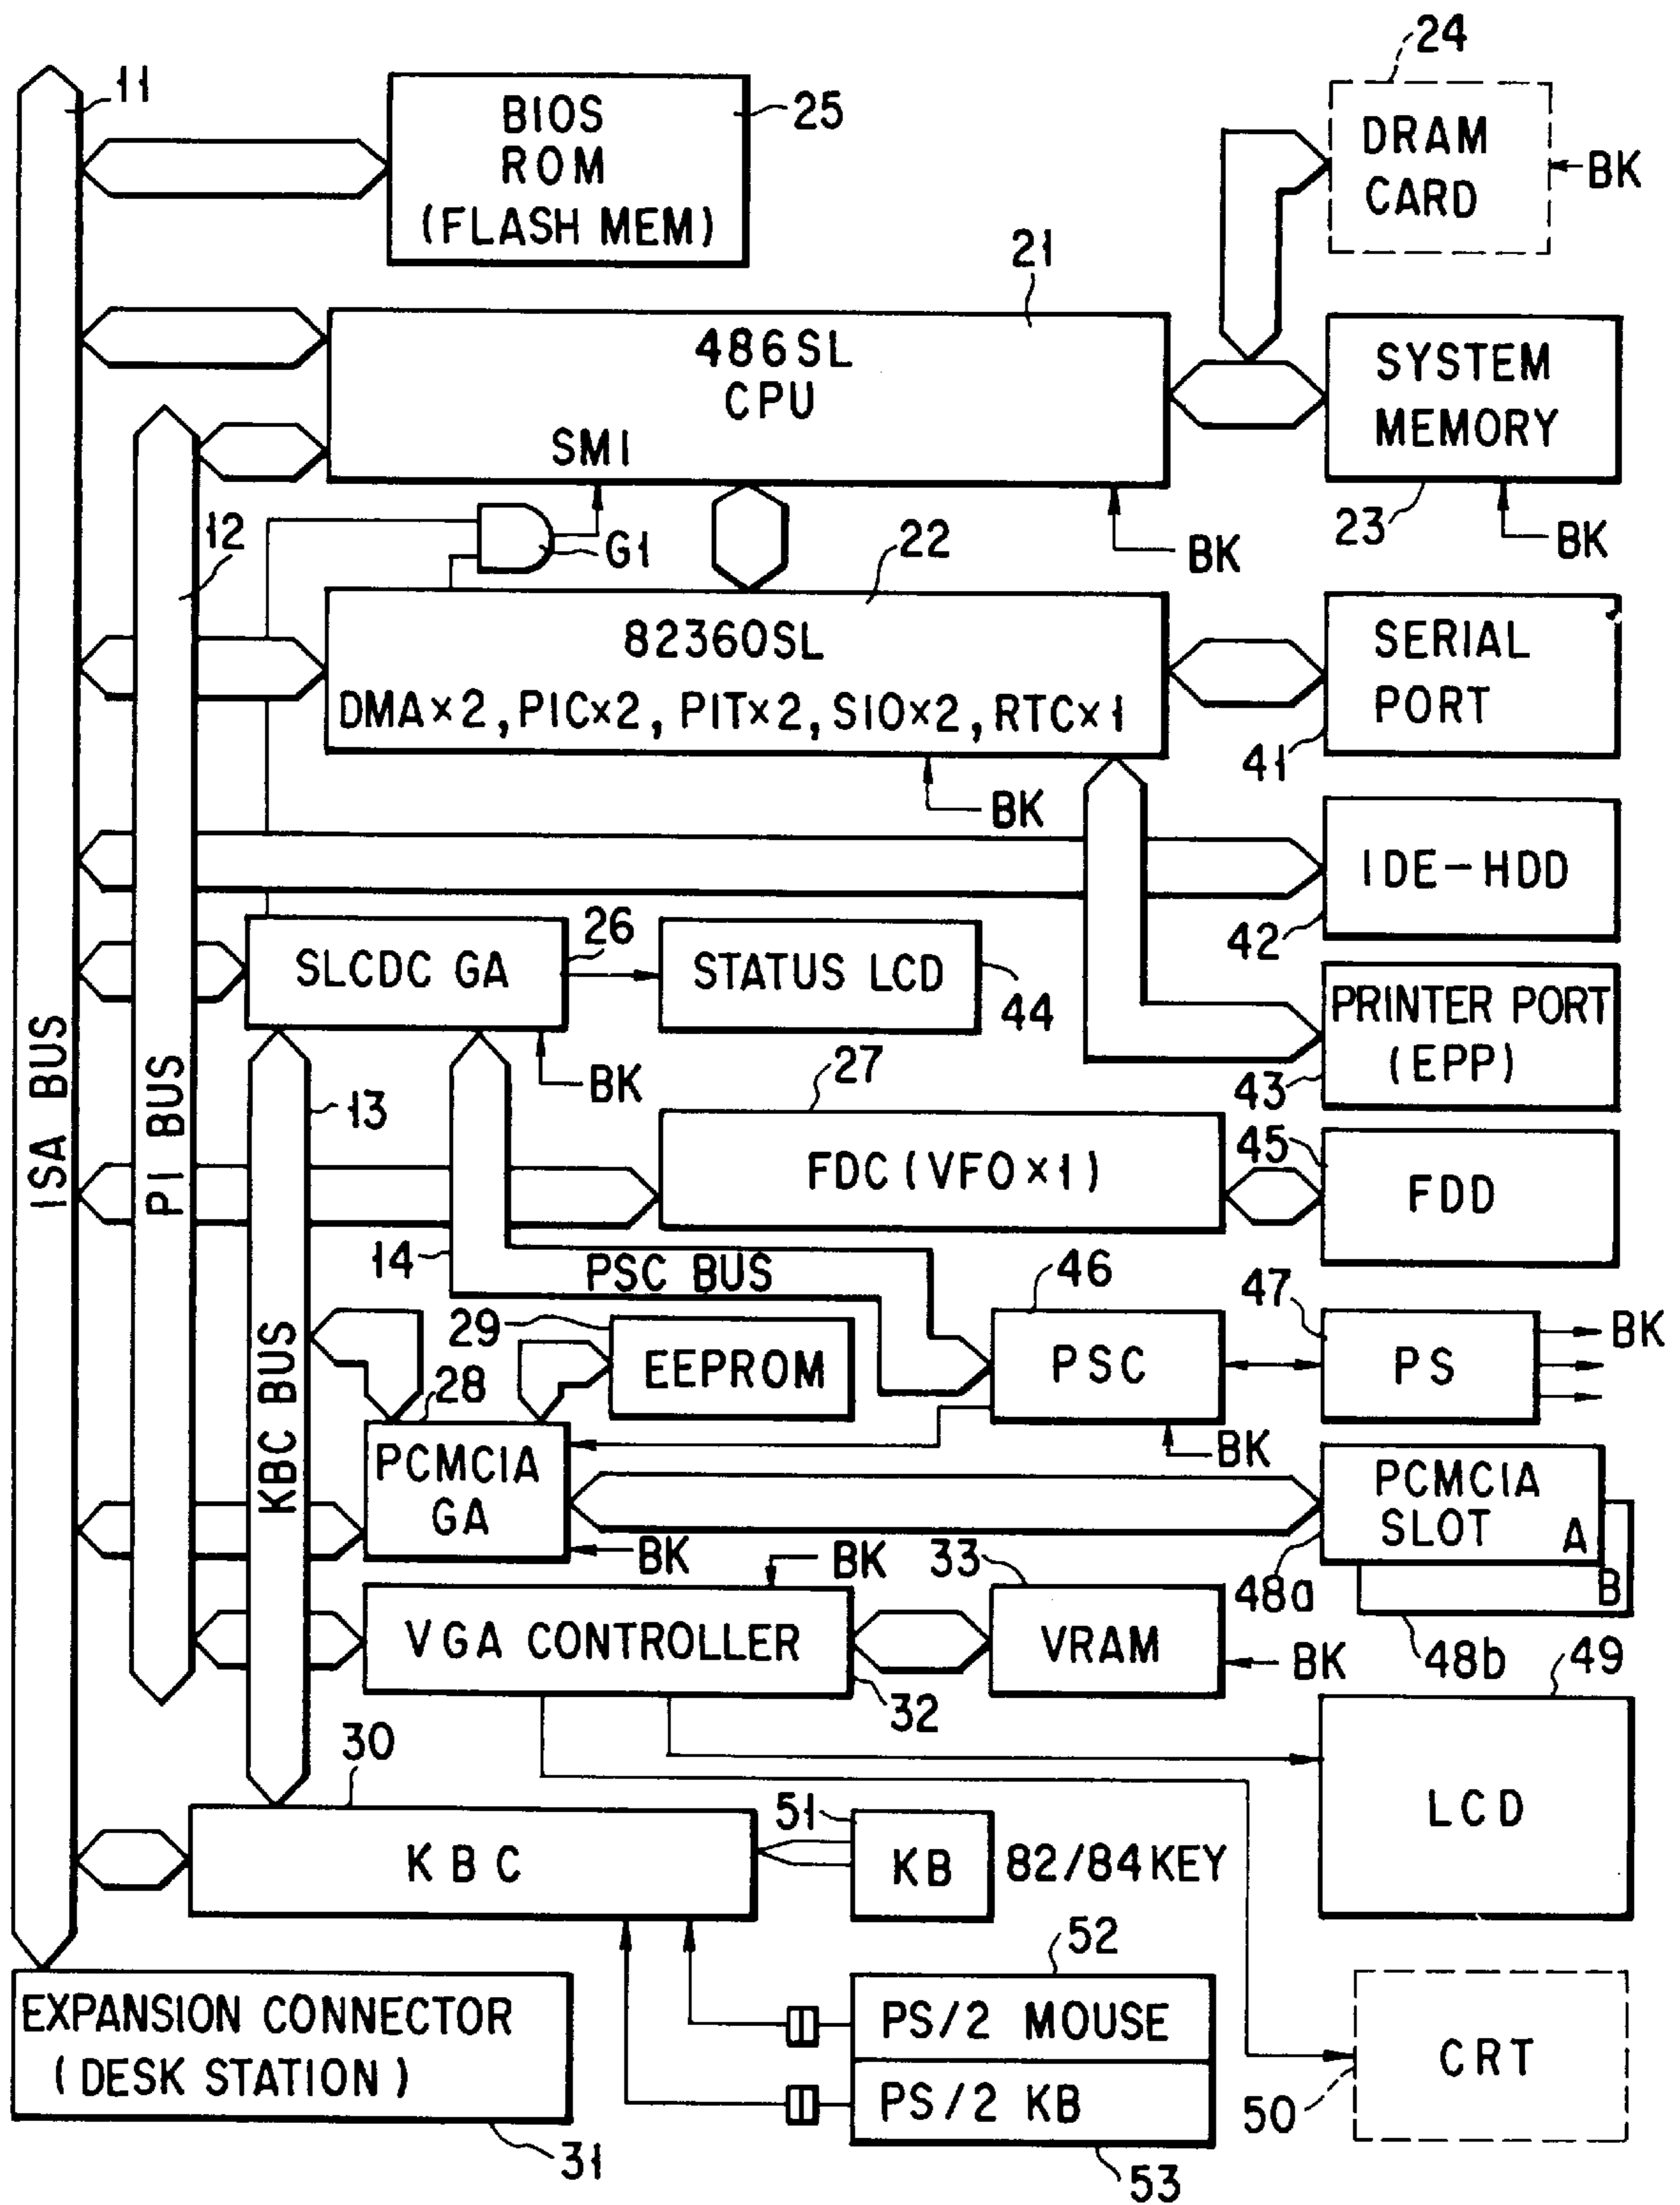 24
11
BIOS
ROM
(FLASH MEM)
25
DRAM
CARD
BK
21
486SL
CPU
SMI
SYSTEM
MEMORY
12
G1
22
BK
23
BK
82360SL
DMA×2, PIC×2, PIT×2, SIO×2, RTC×1
SERIAL
PORT
41
BK
IDE-HDD
42
26
SLCDC GA
STATUS LCD
44
PRINTER PORT
(EPP)
43
ISA BUS
PI BUS
13
BK
27
FDC (VFO×1)
45
FDD
14
PSC BUS
46
47
29
EEPROM
PSC
PS
BK
KBC BUS
28
PCMCIA
GA
BK
BK
PCMCIA
SLOT
A
B
48a
48b
BK
33
VGA CONTROLLER
VRAM
BK
32
49
30
LCD
51
KBC
KB
82/84KEY
52
EXPANSION CONNECTOR
(DESK STATION)
PS/2 MOUSE
PS/2 KB
CRT
50
31
53